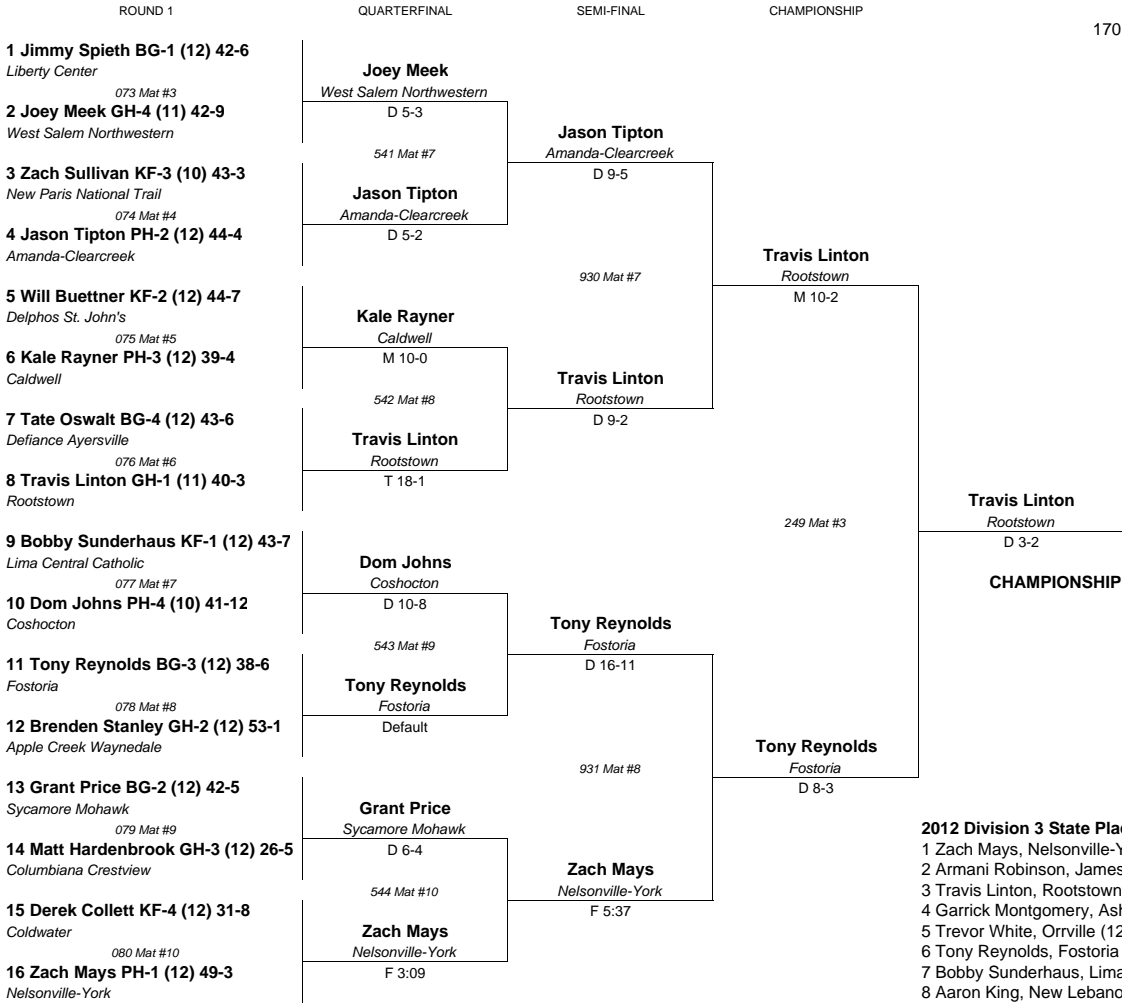 ROUND 1
QUARTERFINAL
SEMI-FINAL
CHAMPIONSHIP
170
1 Jimmy Spieth BG-1 (12) 42-6
Liberty Center
073 Mat #3
2 Joey Meek GH-4 (11) 42-9
West Salem Northwestern
3 Zach Sullivan KF-3 (10) 43-3
New Paris National Trail
074 Mat #4
4 Jason Tipton PH-2 (12) 44-4
Amanda-Clearcreek
5 Will Buettner KF-2 (12) 44-7
Delphos St. John's
075 Mat #5
6 Kale Rayner PH-3 (12) 39-4
Caldwell
7 Tate Oswalt BG-4 (12) 43-6
Defiance Ayersville
076 Mat #6
8 Travis Linton GH-1 (11) 40-3
Rootstown
9 Bobby Sunderhaus KF-1 (12) 43-7
Lima Central Catholic
077 Mat #7
10 Dom Johns PH-4 (10) 41-12
Coshocton
11 Tony Reynolds BG-3 (12) 38-6
Fostoria
078 Mat #8
12 Brenden Stanley GH-2 (12) 53-1
Apple Creek Waynedale
13 Grant Price BG-2 (12) 42-5
Sycamore Mohawk
079 Mat #9
14 Matt Hardenbrook GH-3 (12) 26-5
Columbiana Crestview
15 Derek Collett KF-4 (12) 31-8
Coldwater
080 Mat #10
16 Zach Mays PH-1 (12) 49-3
Nelsonville-York
Joey Meek
West Salem Northwestern
D 5-3
541 Mat #7
Jason Tipton
Amanda-Clearcreek
D 5-2
Kale Rayner
Caldwell
M 10-0
542 Mat #8
Travis Linton
Rootstown
T 18-1
Dom Johns
Coshocton
D 10-8
543 Mat #9
Tony Reynolds
Fostoria
Default
Grant Price
Sycamore Mohawk
D 6-4
544 Mat #10
Zach Mays
Nelsonville-York
F 3:09
Jason Tipton
Amanda-Clearcreek
D 9-5
930 Mat #7
Travis Linton
Rootstown
D 9-2
Tony Reynolds
Fostoria
D 16-11
931 Mat #8
Zach Mays
Nelsonville-York
F 5:37
Travis Linton
Rootstown
M 10-2
249 Mat #3
Tony Reynolds
Fostoria
D 8-3
Travis Linton
Rootstown
D 3-2
CHAMPIONSHIP
2012 Division 3 State
1 Zach Mays,
2 Armani Robinson,
3 Travis Linton, Rootstown
4 Garrick Montgomery,
5 Trevor White, Orrville (12
6 Tony Reynolds, Fostoria
7 Bobby Sunderhaus, Lima
8 Aaron King, New